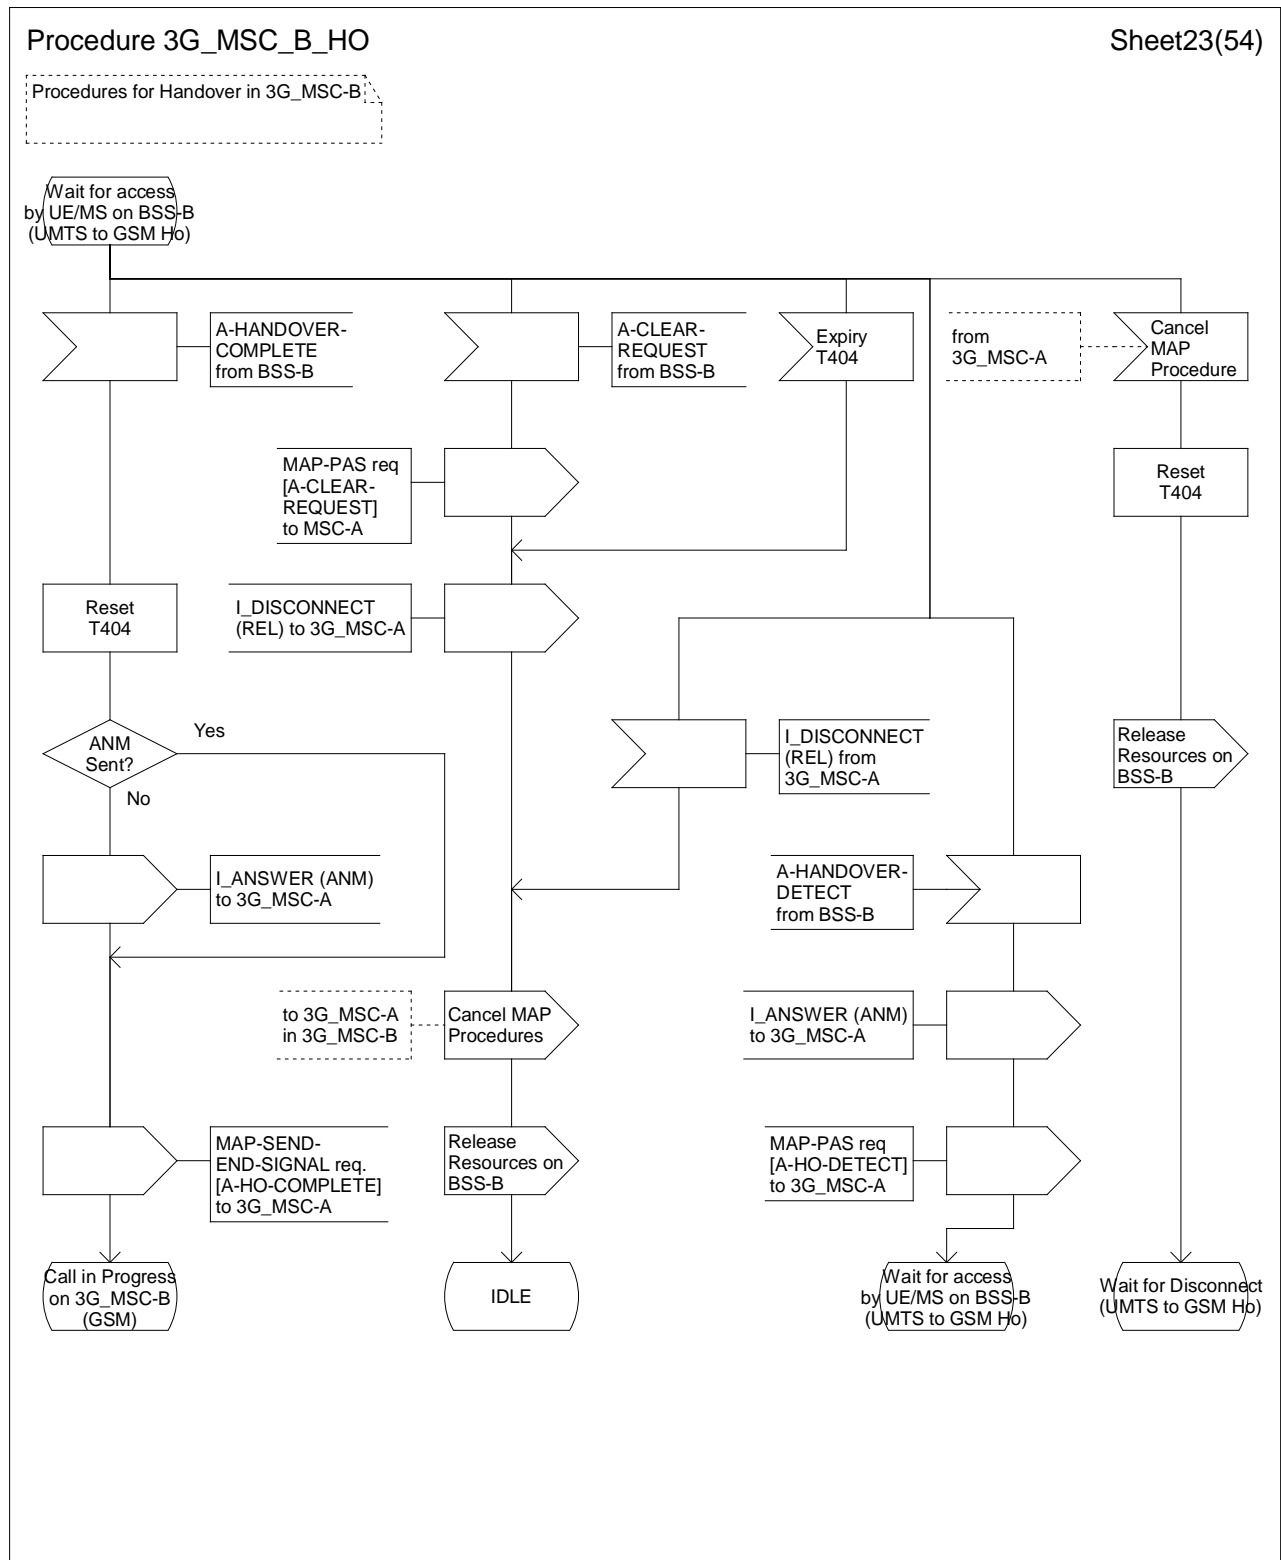 Procedure 3G_MSC_B_HO
Sheet23(54)
Procedures for Handover in 3G_MSC-B
Wait for access
by UE/MS on BSS-B
(UMTS to GSM Ho)
A-HANDOVER-
COMPLETE
from BSS-B
A-CLEAR-
REQUEST
from BSS-B
Expiry
T404
from
3G_MSC-A
Cancel
MAP
Procedure
MAP-PAS req
[A-CLEAR-
REQUEST]
to MSC-A
Reset
T404
Reset
T404
I_DISCONNECT
(REL) to 3G_MSC-A
ANM
Sent?
Yes
No
I_DISCONNECT
(REL) from
3G_MSC-A
Release
Resources on
BSS-B
I_ANSWER (ANM)
to 3G_MSC-A
A-HANDOVER-
DETECT
from BSS-B
to 3G_MSC-A
in 3G_MSC-B
Cancel MAP
Procedures
I_ANSWER (ANM)
to 3G_MSC-A
MAP-SEND-
END-SIGNAL req.
[A-HO-COMPLETE]
to 3G_MSC-A
Release
Resources on
BSS-B
MAP-PAS req
[A-HO-DETECT]
to 3G_MSC-A
Call in Progress
on 3G_MSC-B
(GSM)
IDLE
Wait for access
by UE/MS on BSS-B
(UMTS to GSM Ho)
Wait for Disconnect
(UMTS to GSM Ho)